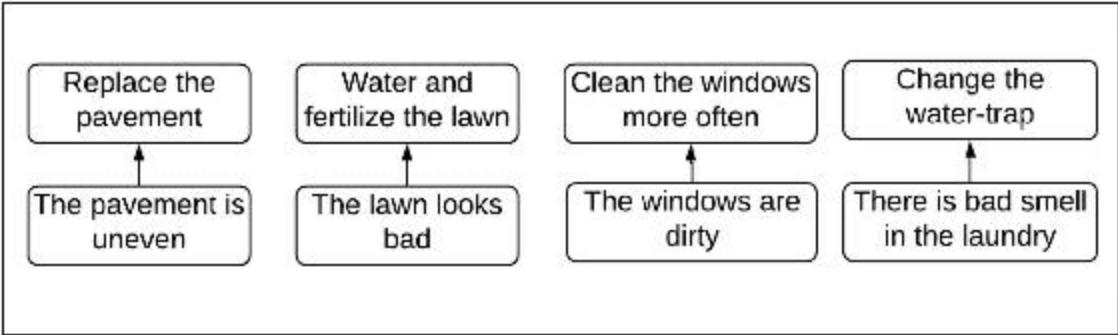 Replace the
pavement
Water and
fertilize the lawn
Clean the windows
more often
Change the
water-trap
The pavement is
uneven
The lawn looks
bad
The windows are
dirty
There is bad smell
in the laundry